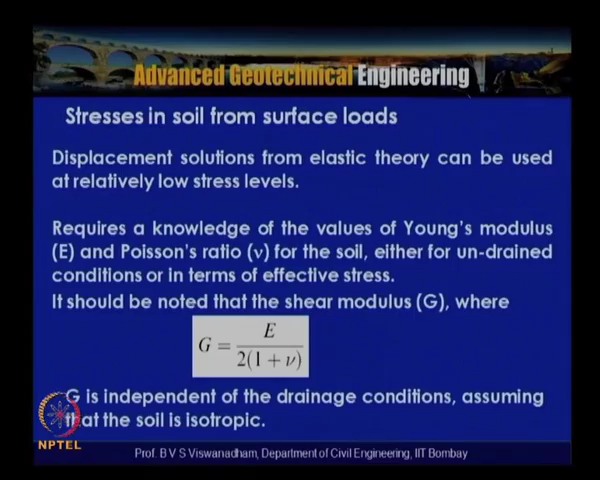 Advanced Geotechnical Engineering
Stresses in soil from surface loads
Displacement solutions from elastic theory can be used
at relatively low stress levels.
Requires a knowledge of the values of Young's modulus
(E) and Poisson's ratio (ν) for the soil, either for un-drained
conditions or in terms of effective stress.
It should be noted that the shear modulus (G), where
G = E / 2(1 + ν)
G is independent of the drainage conditions, assuming
that the soil is isotropic.
NPTEL
Prof. B V S Viswanadham, Department of Civil Engineering, IIT Bombay